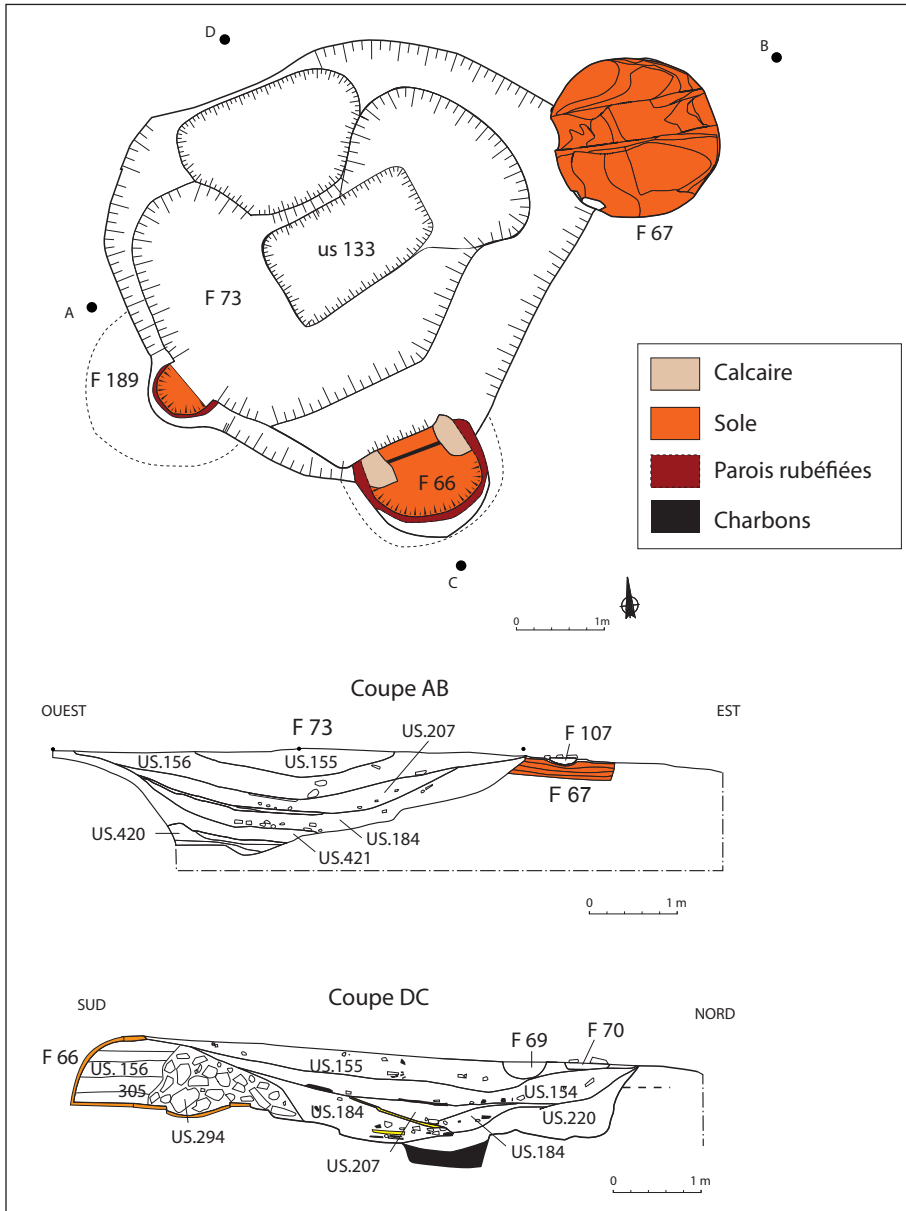 D
B
F 67
us 133
F 73
A
F 189
F 66
C
Calcaire
Sole
Parois rubéfiées
Charbons
0 1m
Coupe AB
OUEST
EST
F 73
US.207
F 107
US.156
US.155
F 67
US.420
US.184
US.421
0 1 m
SUD
Coupe DC
NORD
F 66
F 69
F 70
US. 156
US.155
305
US.154
US.184
US.220
US.294
US.207
US.184
0 1 m